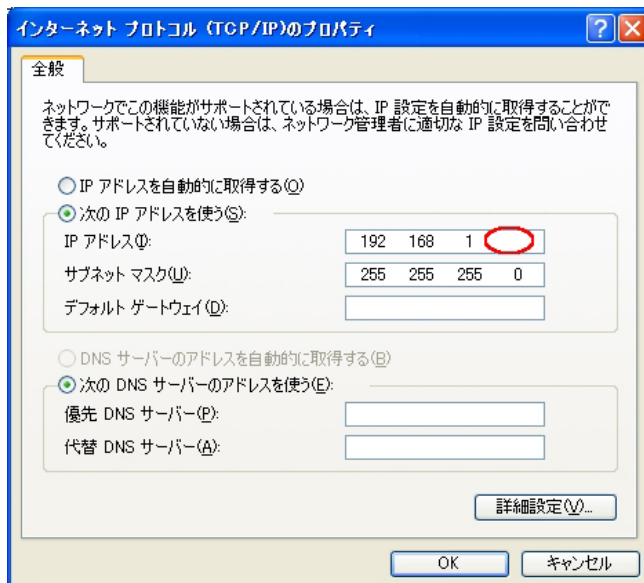 インターネット プロトコル (TCP/IP)のプロパティ
全般
ネットワークでこの機能がサポートされている場合は、IP 設定を自動的に取得することがで
きます。サポートされていない場合は、ネットワーク管理者に適切な IP 設定を問い合わせ
てください。
IP アドレスを自動的に取得する(O)
次の IP アドレスを使う(S):
IP アドレス(I): 192 168 1
サブネット マスク(U): 255 255 255 0
デフォルト ゲートウェイ(D):
DNS サーバーのアドレスを自動的に取得する(B)
次の DNS サーバーのアドレスを使う(E):
優先 DNS サーバー(P):
代替 DNS サーバー(A):
詳細設定(V)...
OK キャンセル